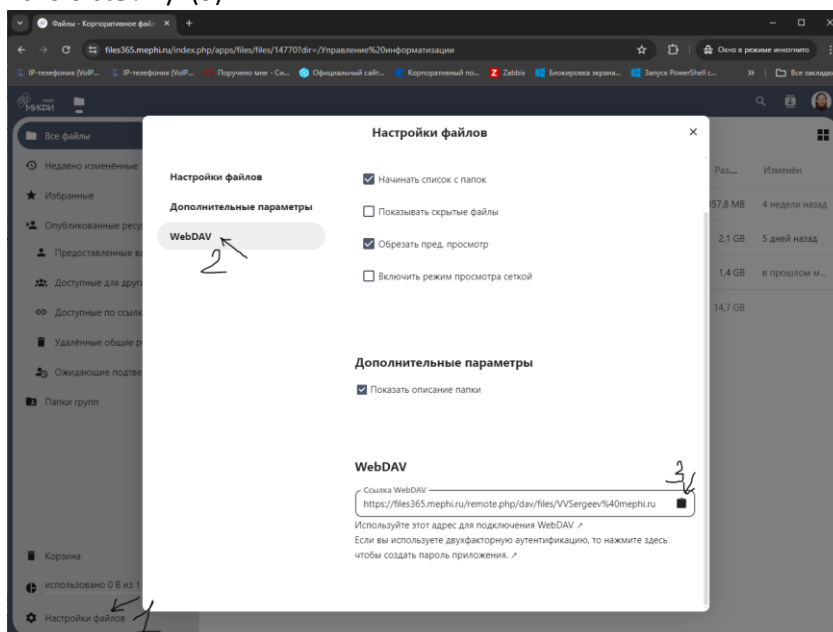 Файлы - Корпоративное фай
files365.mephi.ru/index.php/apps/files/files/14770?dir=/Управление%20информатизации
Окно в режиме инкогнито
IP-телефония (VoIP...
IP-телефония (VoIP...
Поручено мне - Си...
Официальный сайт...
Корпоративный по...
Zabbix
Блокировка экрана...
Запуск PowerShell с...
Все закладк
МИФИ
Все файлы
Настройки файлов
Недавно изменённые
Раз...
Изменён
Настройки файлов
Начинать список с папок
Избранные
Дополнительные параметры
Показывать скрытые файлы
57,8 MB
4 недели назад
Опубликованные ресу
WebDAV
2
Обрезать пред. просмотр
2,1 GB
5 дней назад
Предоставленные ва
Включить режим просмотра сеткой
1,4 GB
в прошлом м...
Доступные для други
Доступные по ссылк
14,7 GB
Удалённые общие р
Дополнительные параметры
Ожидающие подтве
Показать описание папки
Папки групп
WebDAV
3
Ссылка WebDAV
https://files365.mephi.ru/remote.php/dav/files/VVSergeev%40mephi.ru
Используйте этот адрес для подключения WebDAV ↗
Если вы используете двухфакторную аутентификацию, то нажмите здесь
чтобы создать пароль приложения. ↗
Корзина
использовано 0 B из 1
Настройки файлов
1